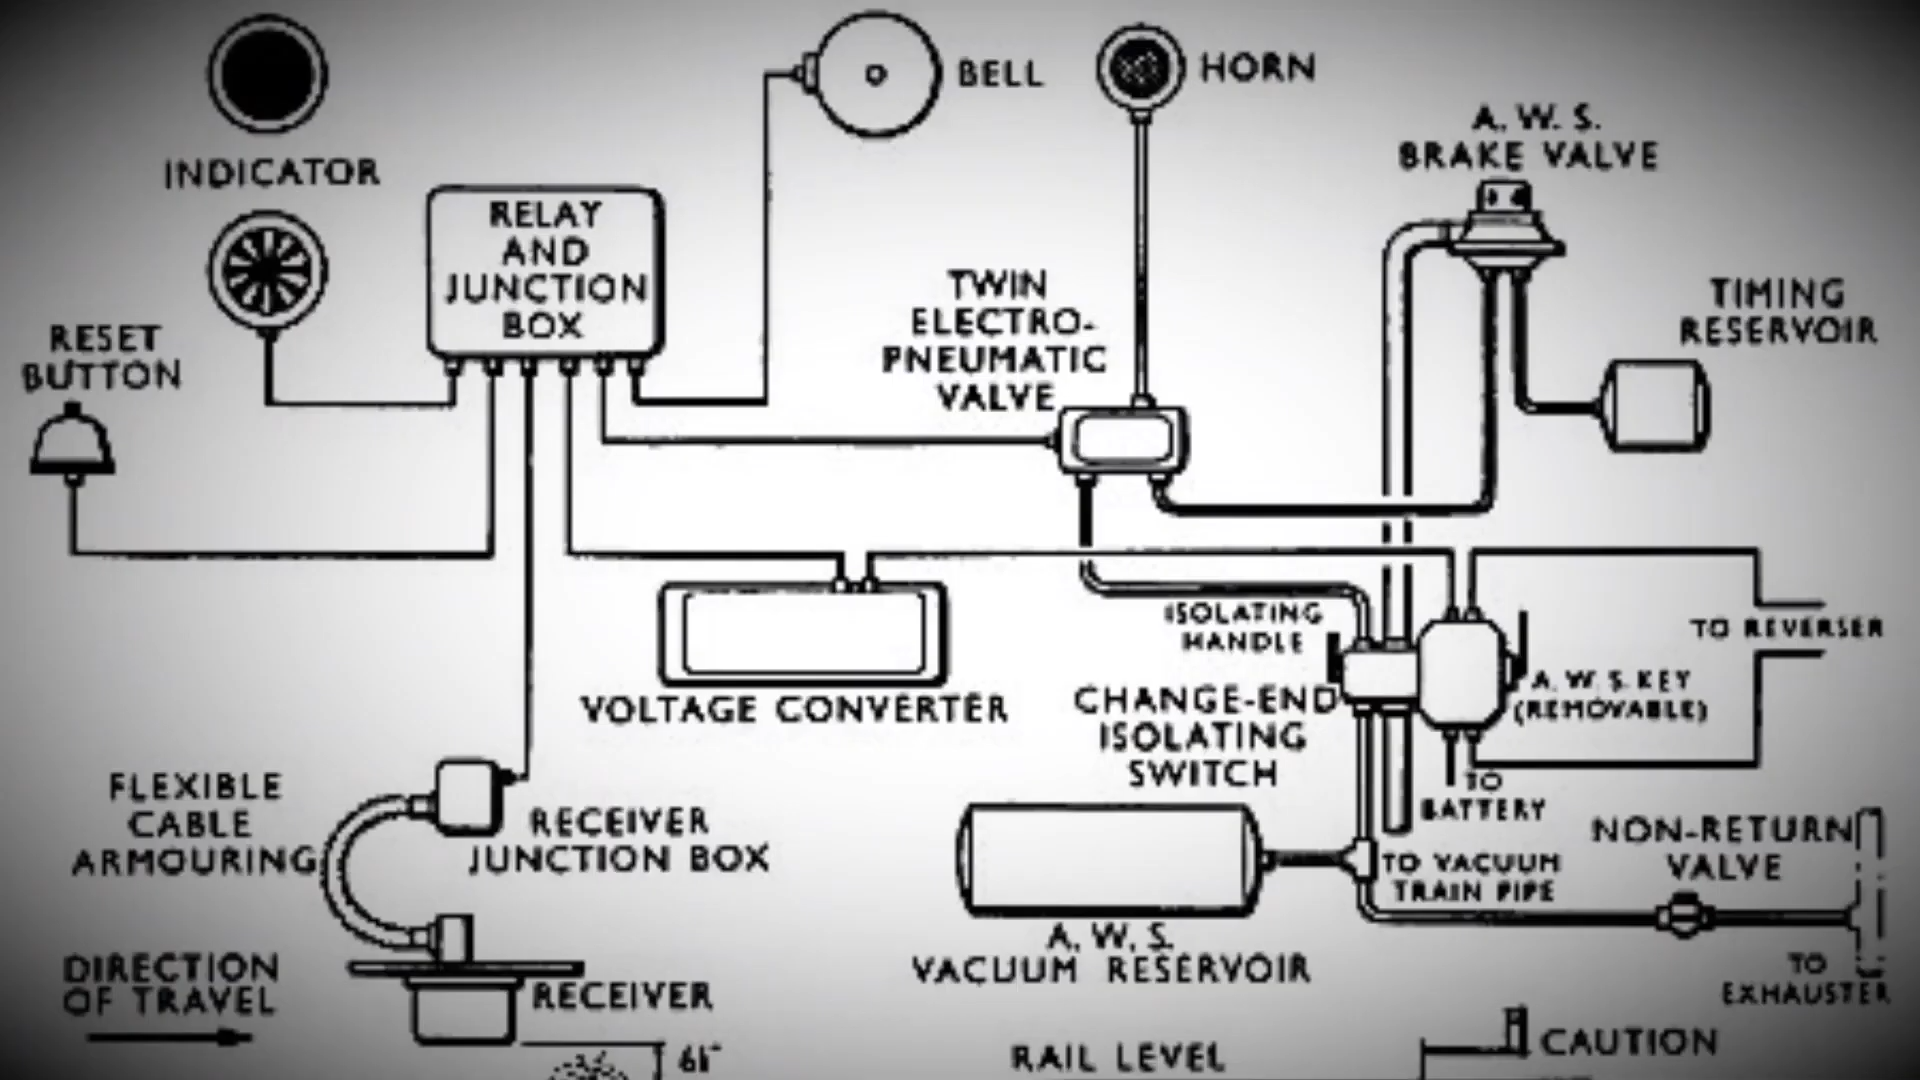 BELL
HORN
A. W. S.
BRAKE VALVE
INDICATOR
RELAY
AND
JUNCTION
BOX
TWIN
ELECTRO-
PNEUMATIC
VALVE
TIMING
RESERVOIR
RESET
BUTTON
ISOLATING
HANDLE
TO REVERSER
A. W. S. KEY
(REMOVABLE)
VOLTAGE CONVERTER
CHANGE-END
ISOLATING
SWITCH
TO
BATTERY
FLEXIBLE
CABLE
ARMOURING
RECEIVER
JUNCTION BOX
NON-RETURN
VALVE
TO VACUUM
TRAIN PIPE
A. W. S.
VACUUM RESERVOIR
TO
EXHAUSTER
DIRECTION
OF TRAVEL
RECEIVER
RAIL LEVEL
CAUTION